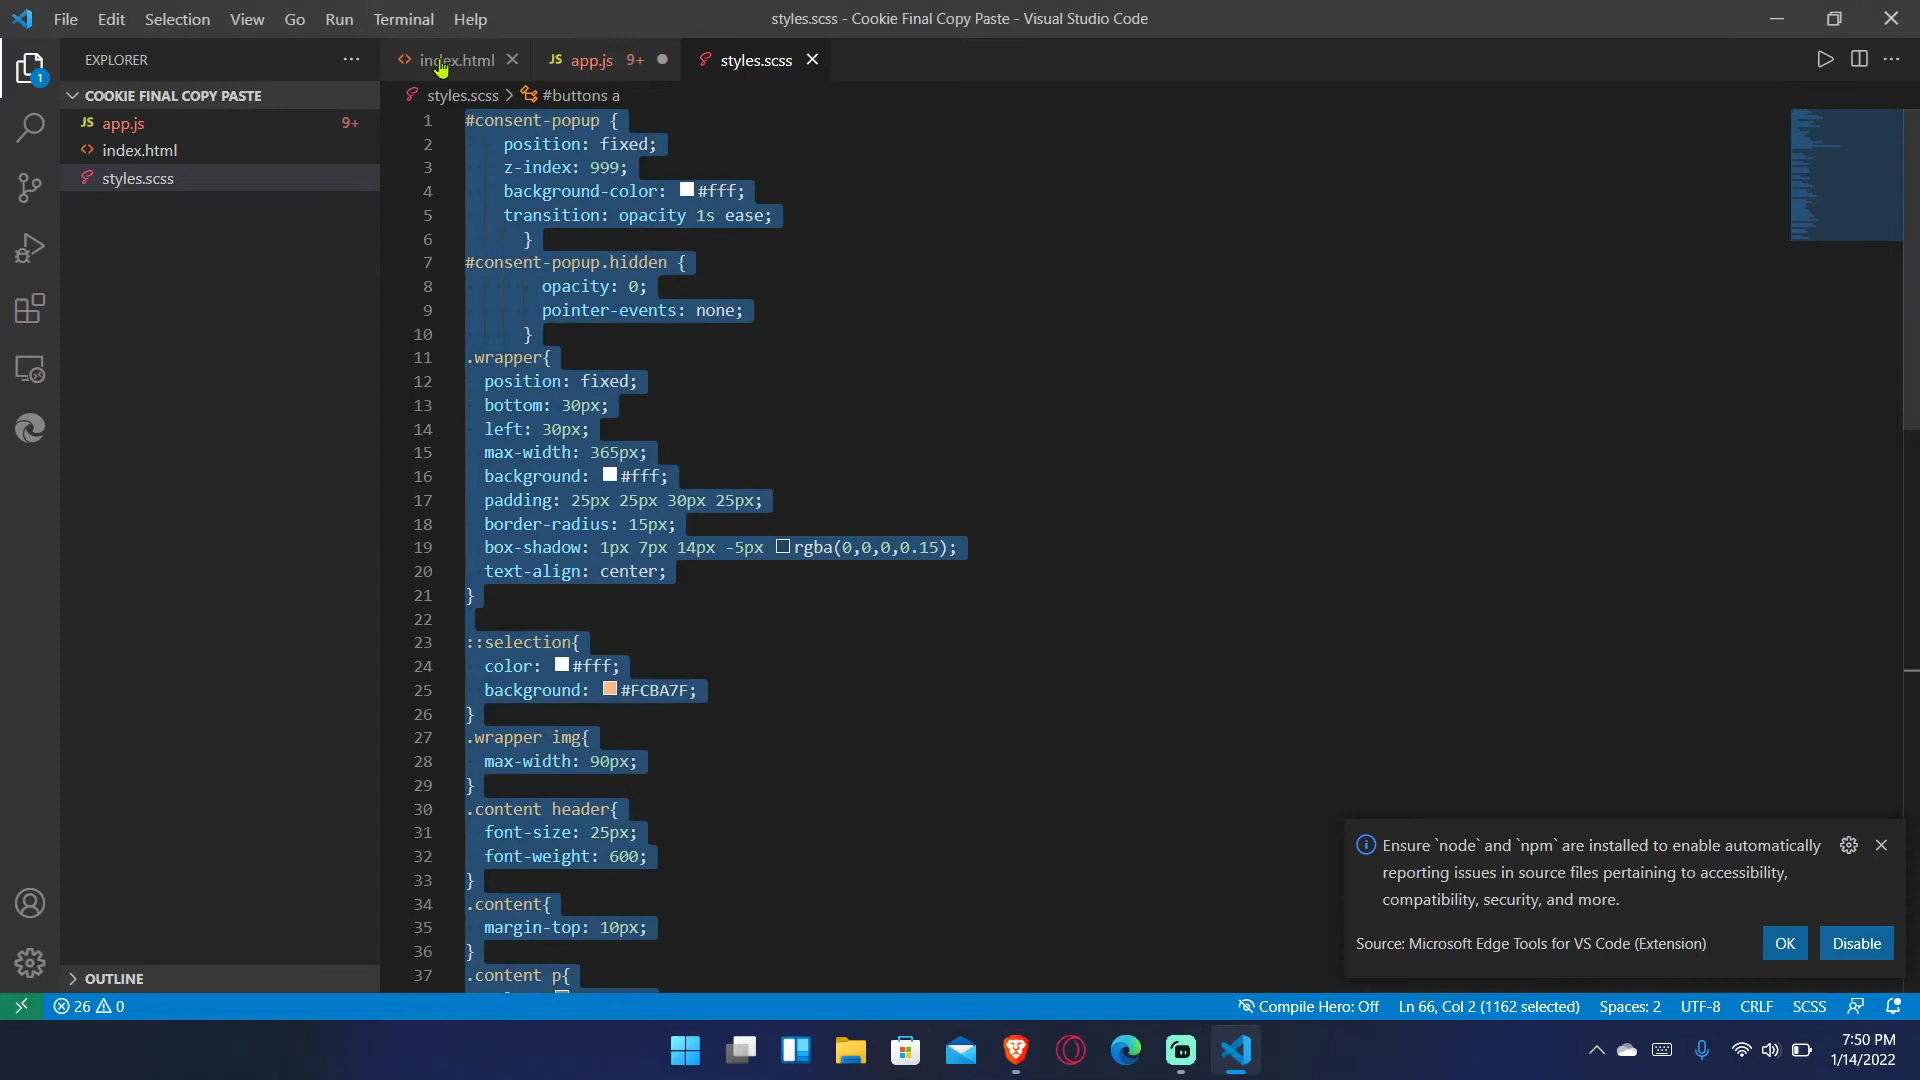 File Edit Selection View Go Run Terminal Help
styles.scss - Cookie Final Copy Paste - Visual Studio Code
EXPLORER
index.html
JS app.js 9+
styles.scss
COOKIE FINAL COPY PASTE
JS app.js 9+
index.html
styles.scss
OUTLINE
1
styles.scss > #buttons a
1 #consent-popup {
2 position: fixed;
3 z-index: 999;
4 background-color: #fff;
5 transition: opacity 1s ease;
6 }
7 #consent-popup.hidden {
8 opacity: 0;
9 pointer-events: none;
10 }
11 .wrapper{
12 position: fixed;
13 bottom: 30px;
14 left: 30px;
15 max-width: 365px;
16 background: #fff;
17 padding: 25px 25px 30px 25px;
18 border-radius: 15px;
19 box-shadow: 1px 7px 14px -5px rgba(0,0,0,0.15);
20 text-align: center;
21 }
22
23 ::selection{
24 color: #fff;
25 background: #FCBA7F;
26 }
27 .wrapper img{
28 max-width: 90px;
29 }
30 .content header{
31 font-size: 25px;
32 font-weight: 600;
33 }
34 .content{
35 margin-top: 10px;
36 }
37 .content p{
Ensure `node` and `npm` are installed to enable automatically
reporting issues in source files pertaining to accessibility,
compatibility, security, and more.
Source: Microsoft Edge Tools for VS Code (Extension)
OK
Disable
26 0
Compile Hero: Off
Ln 66, Col 2 (1162 selected)
Spaces: 2
UTF-8
CRLF
SCSS
7:50 PM
1/14/2022